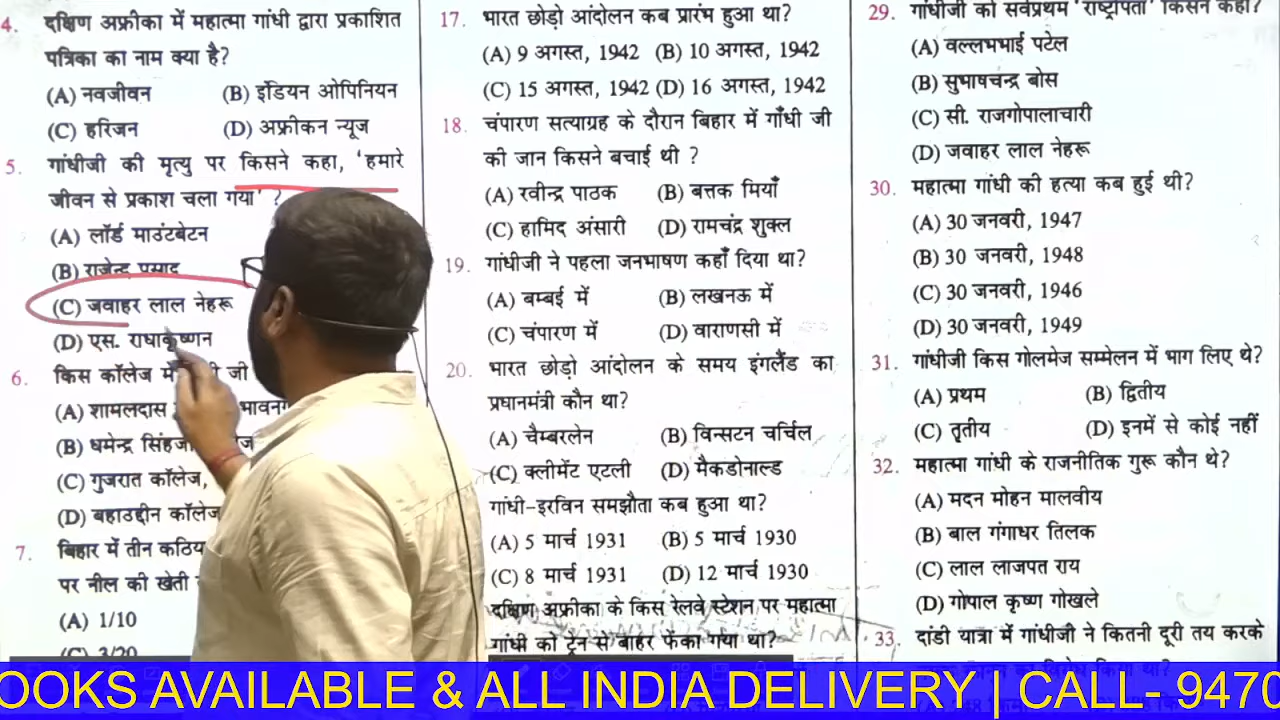 4. दक्षिण अफ्रीका में महात्मा गांधी द्वारा प्रकाशित
पत्रिका का नाम क्या है?
(A) नवजीवन (B) इंडियन ओपिनियन
(C) हरिजन (D) अफ्रीकन न्यूज
5. गांधीजी की मृत्यु पर किसने कहा, 'हमारे
जीवन से प्रकाश चला गया' ?
(A) लॉर्ड माउंटबेटन
(B) राजेन्द्र प्रसाद
(C) जवाहर लाल नेहरू
(D) एस. राधाकृष्णन
6. किस कॉलेज में जी
(A) शामलदास
(B) धमेन्द्र सिंहजी
(C) गुजरात कॉलेज,
(D) बहाउद्दीन कॉलेज
7. बिहार में तीन कठिया
पर नील की खेती
(A) 1/10
(C) 3/20
17. भारत छोड़ो आंदोलन कब प्रारंभ हुआ था?
(A) 9 अगस्त, 1942 (B) 10 अगस्त, 1942
(C) 15 अगस्त, 1942 (D) 16 अगस्त, 1942
18. चंपारण सत्याग्रह के दौरान बिहार में गाँधी जी
की जान किसने बचाई थी ?
(A) रवीन्द्र पाठक (B) बत्तक मियाँ
(C) हामिद अंसारी (D) रामचंद्र शुक्ल
19. गांधीजी ने पहला जनभाषण कहाँ दिया था?
(A) बम्बई में (B) लखनऊ में
(C) चंपारण में (D) वाराणसी में
20. भारत छोड़ो आंदोलन के समय इंगलैंड का
प्रधानमंत्री कौन था?
(A) चैम्बरलेन (B) विन्सटन चर्चिल
(C) क्लीमेंट एटली (D) मैकडोनाल्ड
गांधी-इरविन समझौता कब हुआ था?
(A) 5 मार्च 1931 (B) 5 मार्च 1930
(C) 8 मार्च 1931 (D) 12 मार्च 1930
दक्षिण अफ्रीका के किस रेलवे स्टेशन पर महात्मा
गांधी को ट्रेन से बाहर फेंका गया था?
29. गांधीजी को सर्वप्रथम 'राष्ट्रपिता' किसने कहा?
(A) वल्लभभाई पटेल
(B) सुभाषचन्द्र बोस
(C) सी. राजगोपालाचारी
(D) जवाहर लाल नेहरू
30. महात्मा गांधी की हत्या कब हुई थी?
(A) 30 जनवरी, 1947
(B) 30 जनवरी, 1948
(C) 30 जनवरी, 1946
(D) 30 जनवरी, 1949
31. गांधीजी किस गोलमेज सम्मेलन में भाग लिए थे?
(A) प्रथम (B) द्वितीय
(C) तृतीय (D) इनमें से कोई नहीं
32. महात्मा गांधी के राजनीतिक गुरू कौन थे?
(A) मदन मोहन मालवीय
(B) बाल गंगाधर तिलक
(C) लाल लाजपत राय
(D) गोपाल कृष्ण गोखले
33. दांडी यात्रा में गांधीजी ने कितनी दूरी तय करके
OOKS AVAILABLE & ALL INDIA DELIVERY | CALL- 9470